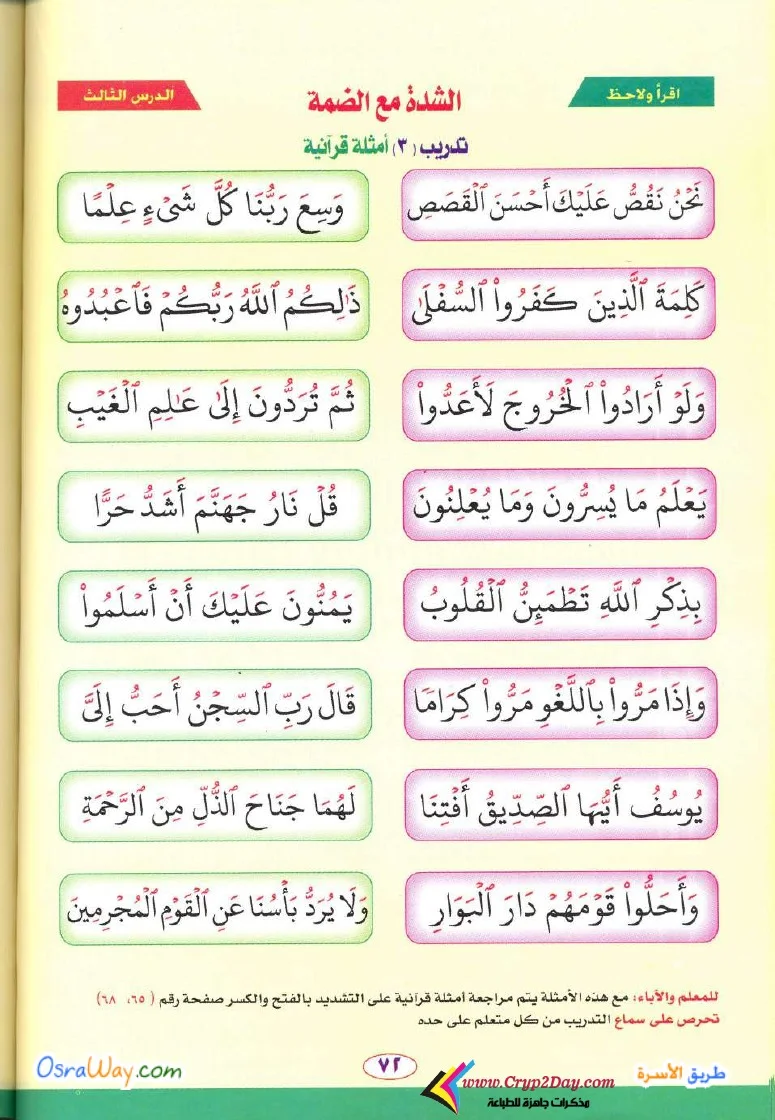 اقرأ ولاحظ
الشدة مع الضمة
الدرس الثالث
تدريب (٣) أمثلة قرآنية
نَحْنُ نَقُصُّ عَلَيْكَ أَحْسَنَ ٱلْقَصَصِ
وَسِعَ رَبُّنَا كُلَّ شَىْءٍ عِلْمًا
كَلِمَةَ ٱلَّذِينَ كَفَرُوا۟ ٱلسُّفْلَىٰ
ذَٰلِكُمُ ٱللَّهُ رَبُّكُمْ فَٱعْبُدُوهُ
وَلَوْ أَرَادُوا۟ ٱلْخُرُوجَ لَأَعَدُّوا۟
ثُمَّ تُرَدُّونَ إِلَىٰ عَـٰلِمِ ٱلْغَيْبِ
يَعْلَمُ مَا يُسِرُّونَ وَمَا يُعْلِنُونَ
قُلْ نَارُ جَهَنَّمَ أَشَدُّ حَرًّا
بِذِكْرِ ٱللَّهِ تَطْمَئِنُّ ٱلْقُلُوبُ
يَمُنُّونَ عَلَيْكَ أَنْ أَسْلَمُوا۟
وَإِذَا مَرُّوا۟ بِٱللَّغْوِ مَرُّوا۟ كِرَامًا
قَالَ رَبِّ ٱلسِّجْنُ أَحَبُّ إِلَىَّ
يُوسُفُ أَيُّهَا ٱلصِّدِّيقُ أَفْتِنَا
لَهُمَا جَنَاحَ ٱلذُّلِّ مِنَ ٱلرَّحْمَةِ
وَأَحَلُّوا۟ قَوْمَهُمْ دَارَ ٱلْبَوَارِ
وَلَا يُرَدُّ بَأْسُنَا عَنِ ٱلْقَوْمِ ٱلْمُجْرِمِينَ
للمعلم والآباء: مع هذه الأمثلة يتم مراجعة أمثلة قرآنية على التشديد بالفتح والكسر صفحة رقم (٦٥، ٦٨)
تحرص على سماع التدريب من كل متعلم على حده
طريق الأسرة
www.Cryp2Day.com
مذكرات جاهزة للطباعة
٧٢
OsraWay.com